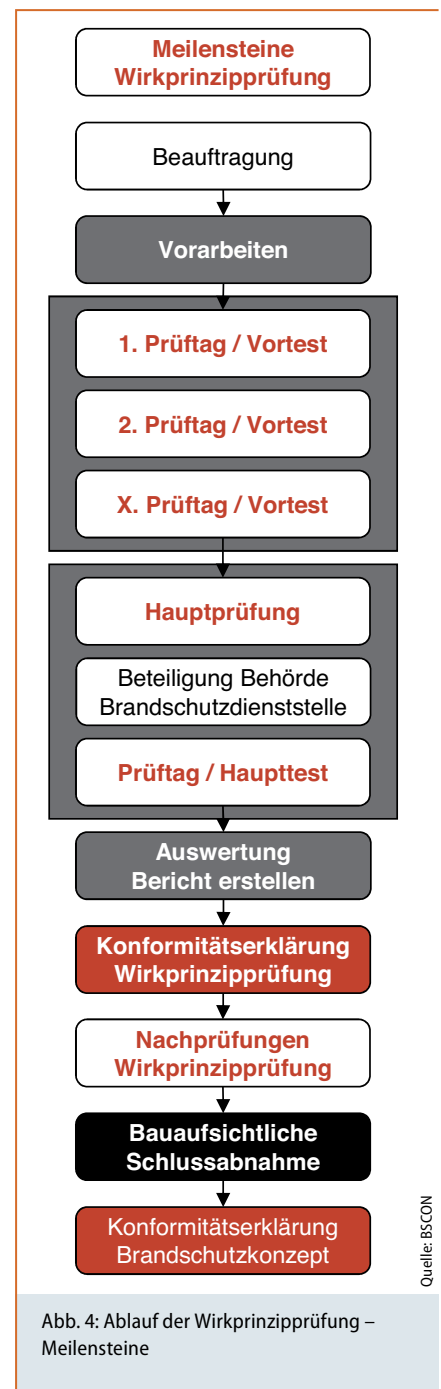 Meilensteine
Wirkprinzipprüfung
Beauftragung
Vorarbeiten
1. Prüftag / Vortest
2. Prüftag / Vortest
X. Prüftag / Vortest
Hauptprüfung
Beteiligung Behörde
Brandschutzdienststelle
Prüftag / Haupttest
Auswertung
Bericht erstellen
Konformitätserklärung
Wirkprinzipprüfung
Nachprüfungen
Wirkprinzipprüfung
Bauaufsichtliche
Schlussabnahme
Konformitätserklärung
Brandschutzkonzept
Quelle: BSCON
Abb. 4: Ablauf der Wirkprinzipprüfung –
Meilensteine